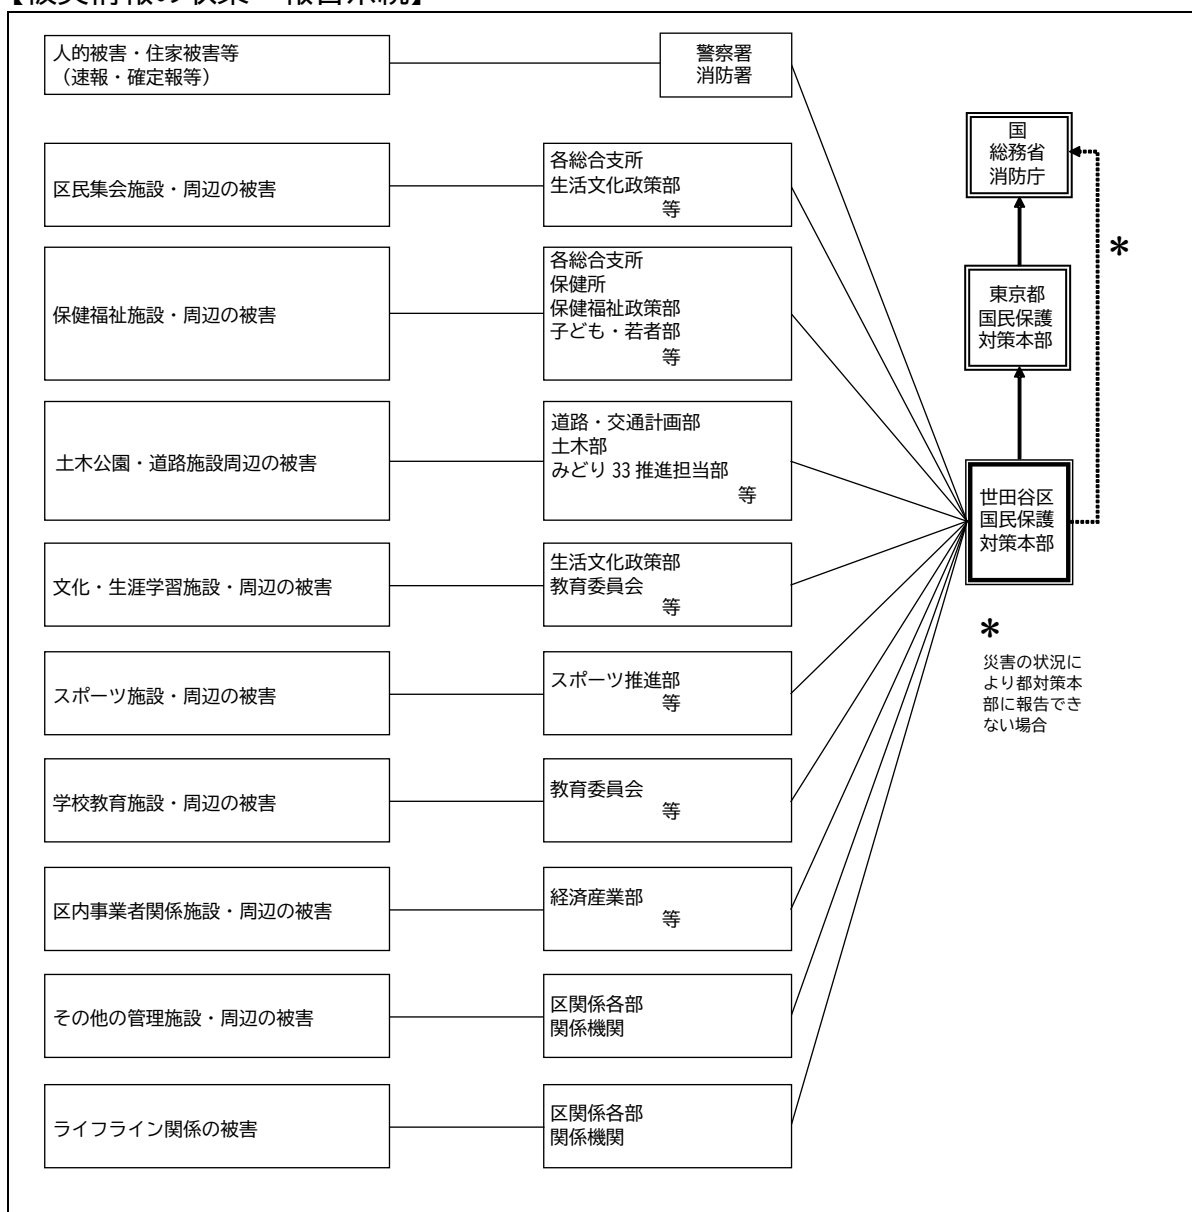 人的被害・住家被害等
（速報・確定報等）
警察署
消防署
区民集会施設・周辺の被害
各総合支所
生活文化政策部
等
保健福祉施設・周辺の被害
各総合支所
保健所
保健福祉政策部
子ども・若者部
等
土木公園・道路施設周辺の被害
道路・交通計画部
土木部
みどり 33 推進担当部
等
文化・生涯学習施設・周辺の被害
生活文化政策部
教育委員会
等
スポーツ施設・周辺の被害
スポーツ推進部
等
学校教育施設・周辺の被害
教育委員会
等
区内事業者関係施設・周辺の被害
経済産業部
等
その他の管理施設・周辺の被害
区関係各部
関係機関
ライフライン関係の被害
区関係各部
関係機関
国
総務省
消防庁
＊
東京都
国民保護
対策本部
世田谷区
国民保護
対策本部
＊
災害の状況に
より都対策本
部に報告でき
ない場合